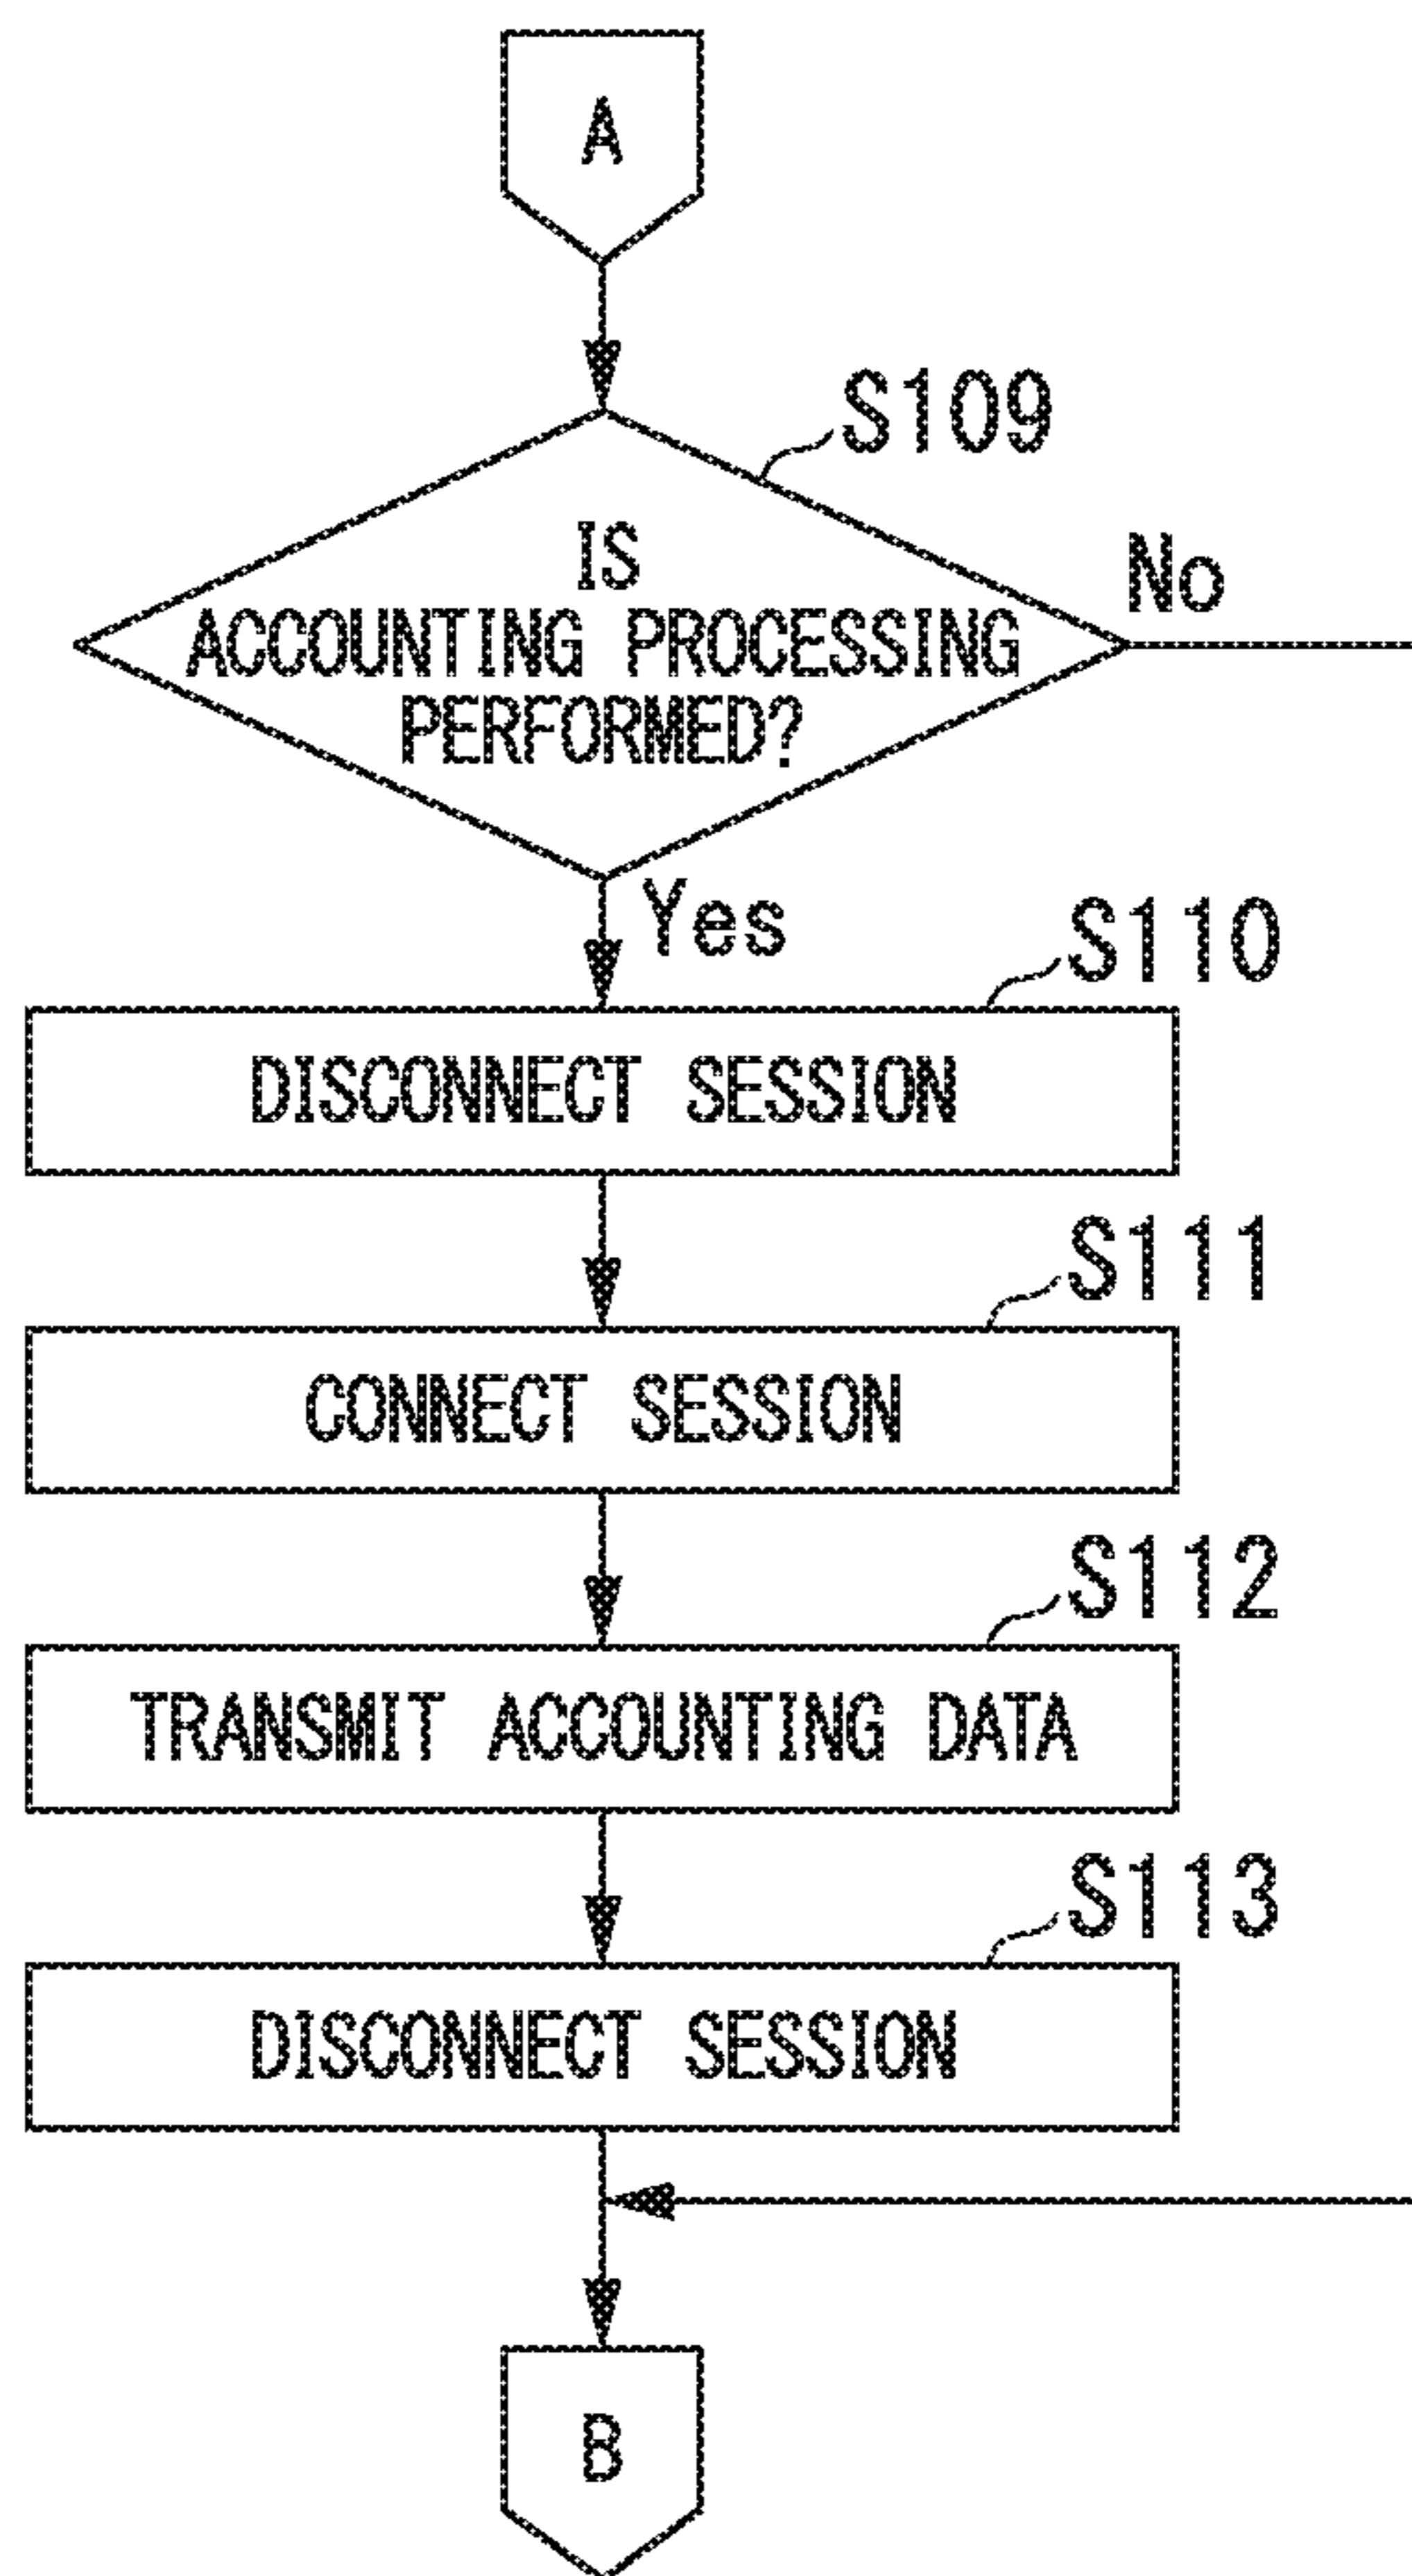 A
S109
IS
ACCOUNTING PROCESSING
PERFORMED?
No
Yes
S110
DISCONNECT SESSION
S111
CONNECT SESSION
S112
TRANSMIT ACCOUNTING DATA
S113
DISCONNECT SESSION
B